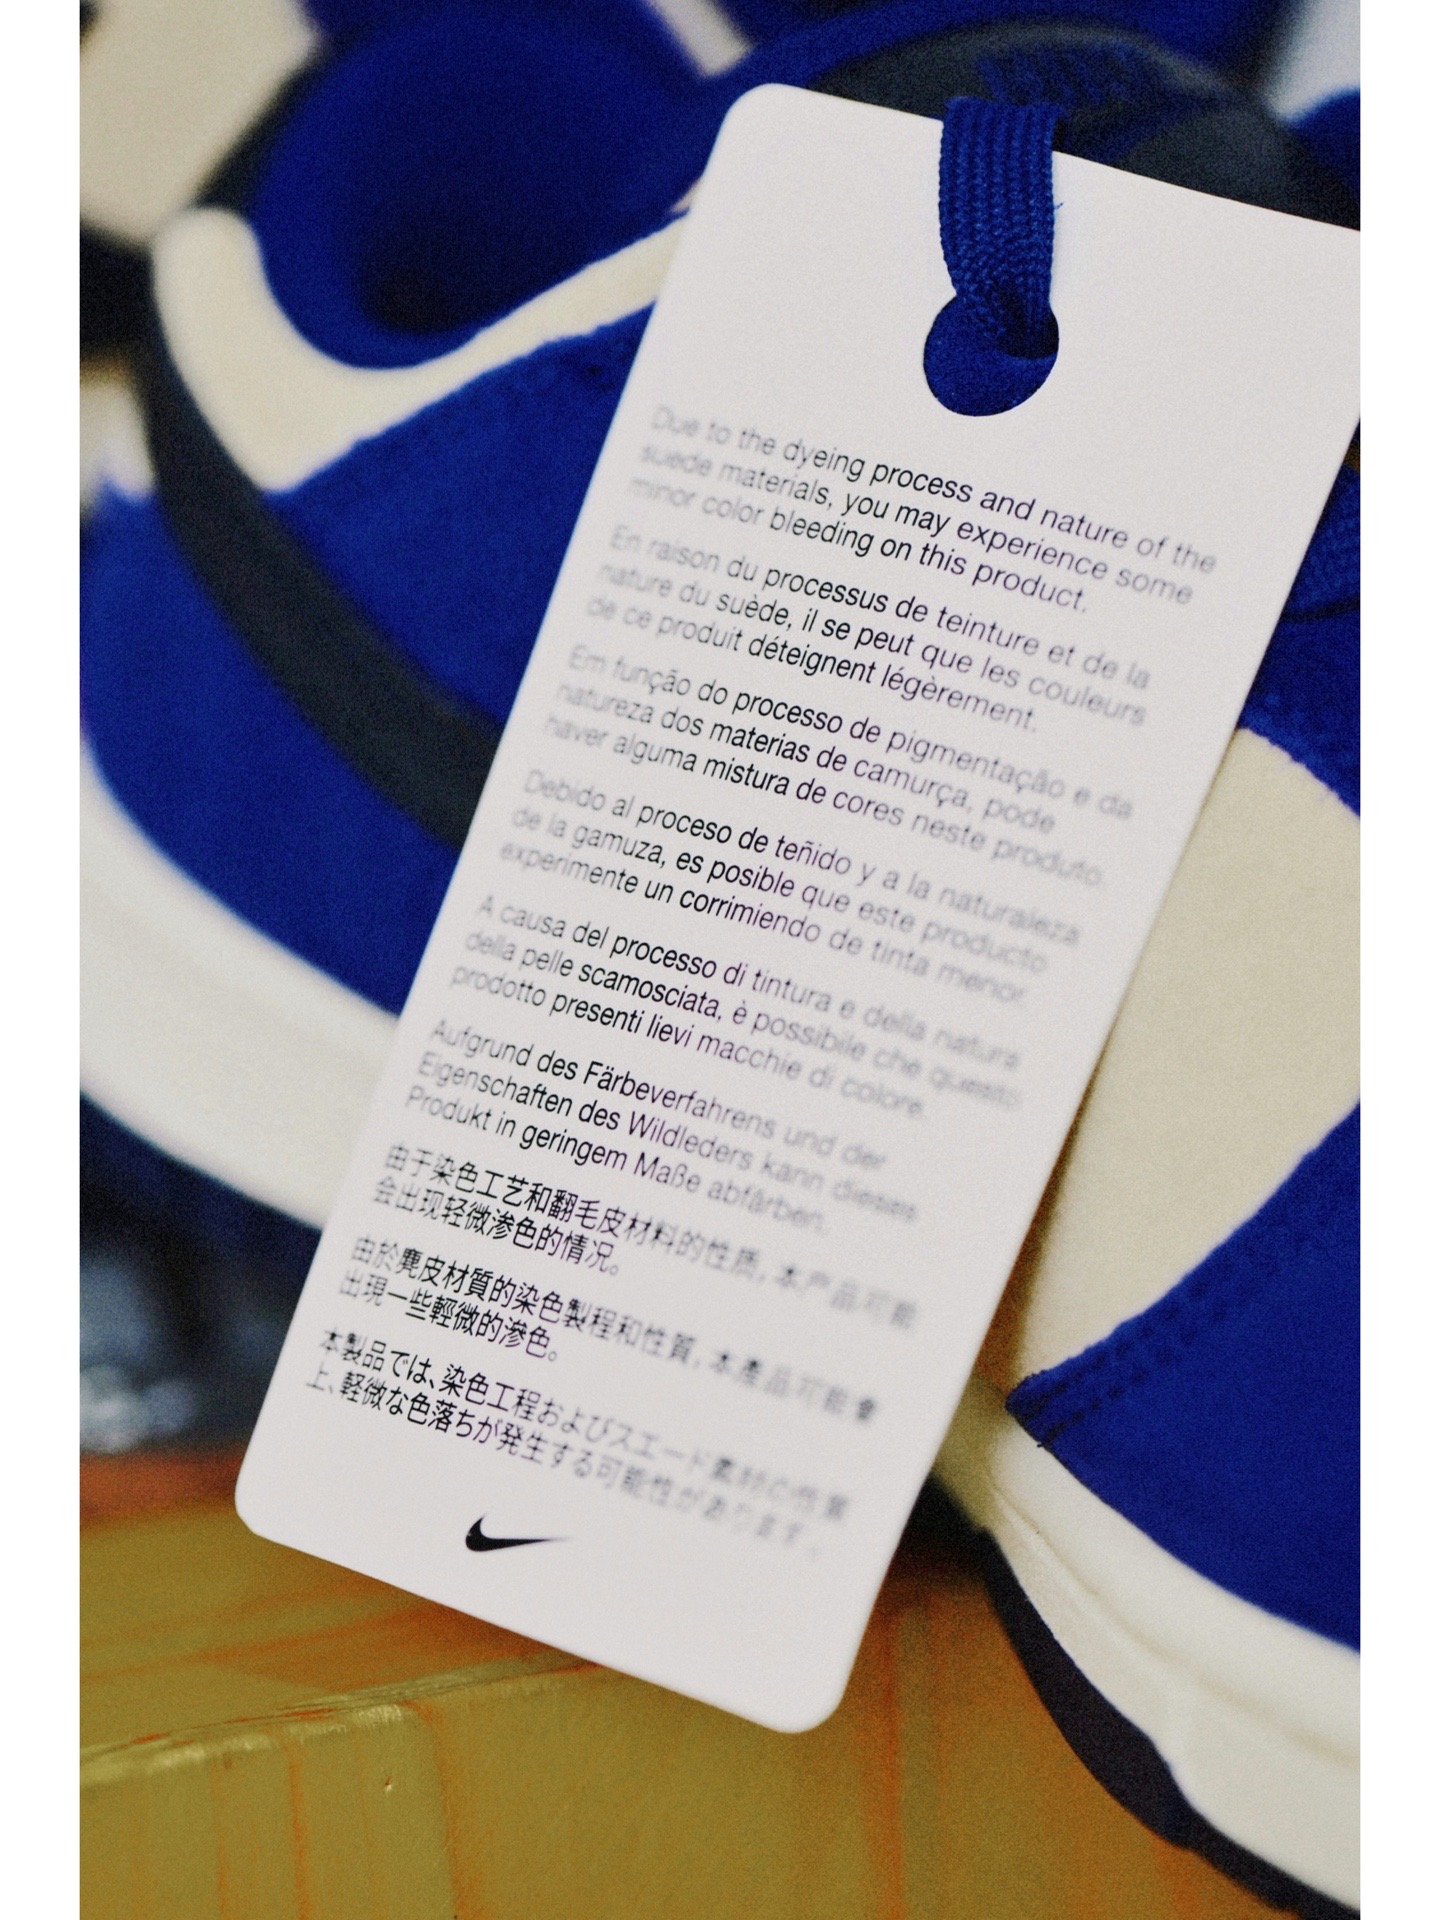 Due to the dyeing process and nature of the
suede materials, you may experience some
minor color bleeding on this product.
En raison du processus de teinture et de la
nature du suède, il se peut que les couleurs
de ce produit déteignent légèrement.
Em função do processo de pigmentação e da
natureza dos materias de camurça, pode
haver alguma mistura de cores neste produto.
Debido al proceso de teñido y a la naturaleza
de la gamuza, es posible que este producto
experimente un corrimiendo de tinta menor.
A causa del processo di tintura e della natura
della pelle scamosciata, è possibile che questo
prodotto presenti lievi macchie di colore.
Aufgrund des Färbeverfahrens und der
Eigenschaften des Wildleders kann dieses
Produkt in geringem Maße abfärben.
由于染色工艺和翻毛皮材料的性质，本产品可能
会出现轻微渗色的情况。
由於麂皮材質的染色製程和性質，本產品可能會
出現一些輕微的滲色。
本製品では、染色工程およびスエード素材の性質
上、軽微な色落ちが発生する可能性があります。